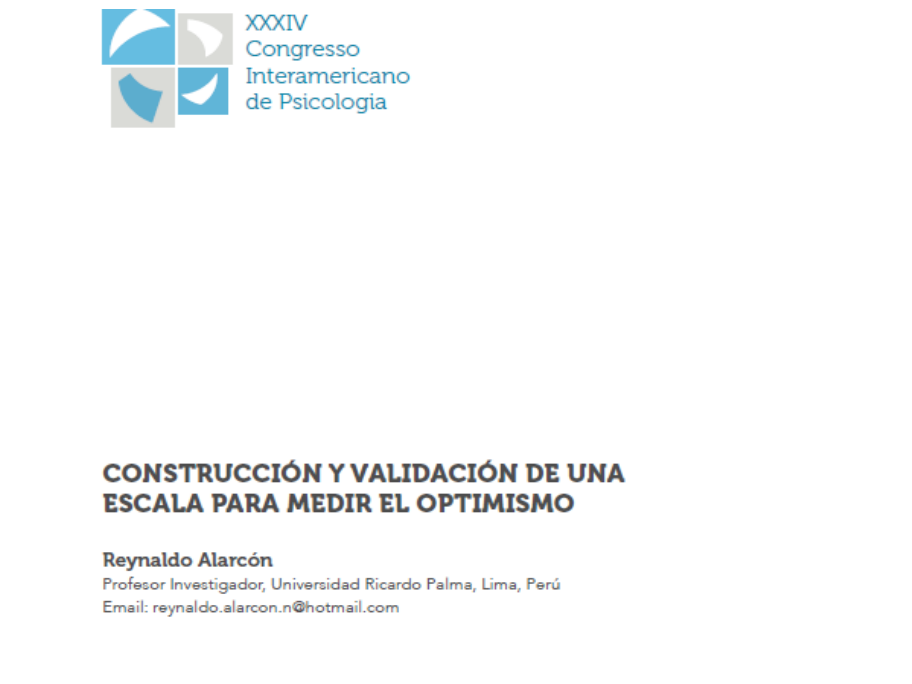 XXXIV
Congresso
Interamericano
de Psicologia
CONSTRUCCIÓN Y VALIDACIÓN DE UNA
ESCALA PARA MEDIR EL OPTIMISMO
Reynaldo Alarcón
Profesor Investigador, Universidad Ricardo Palma, Lima, Perú
Email: reynaldo.alarcon.n@hotmail.com